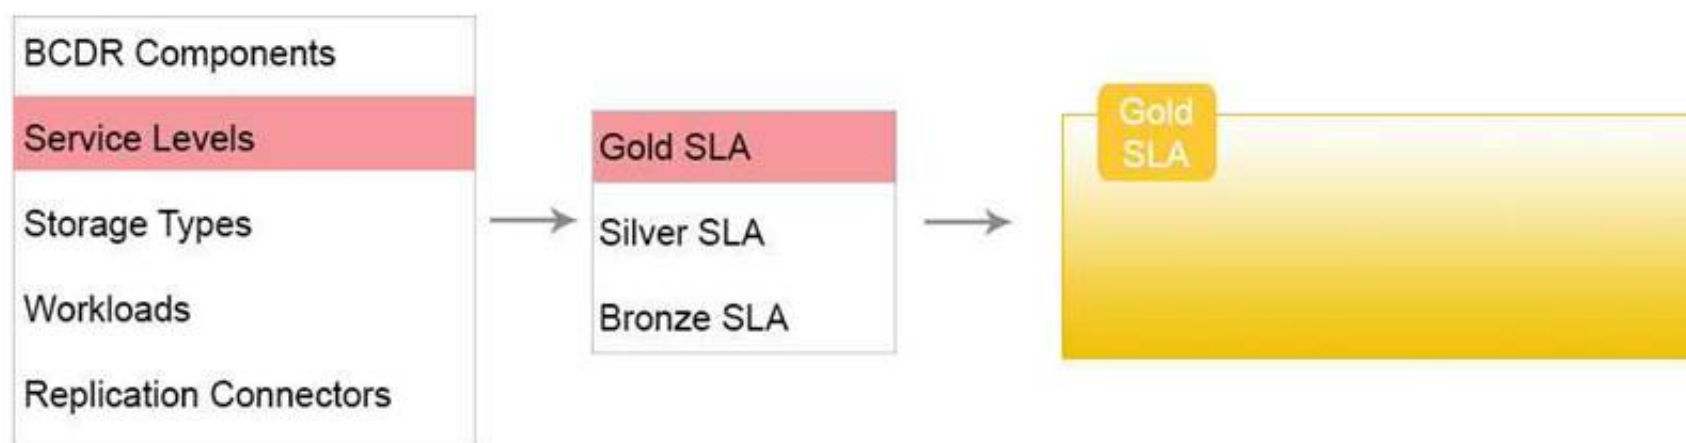 BCDR Components
Service Levels
Storage Types
Workloads
Replication Connectors
Gold SLA
Silver SLA
Bronze SLA
Gold
SLA